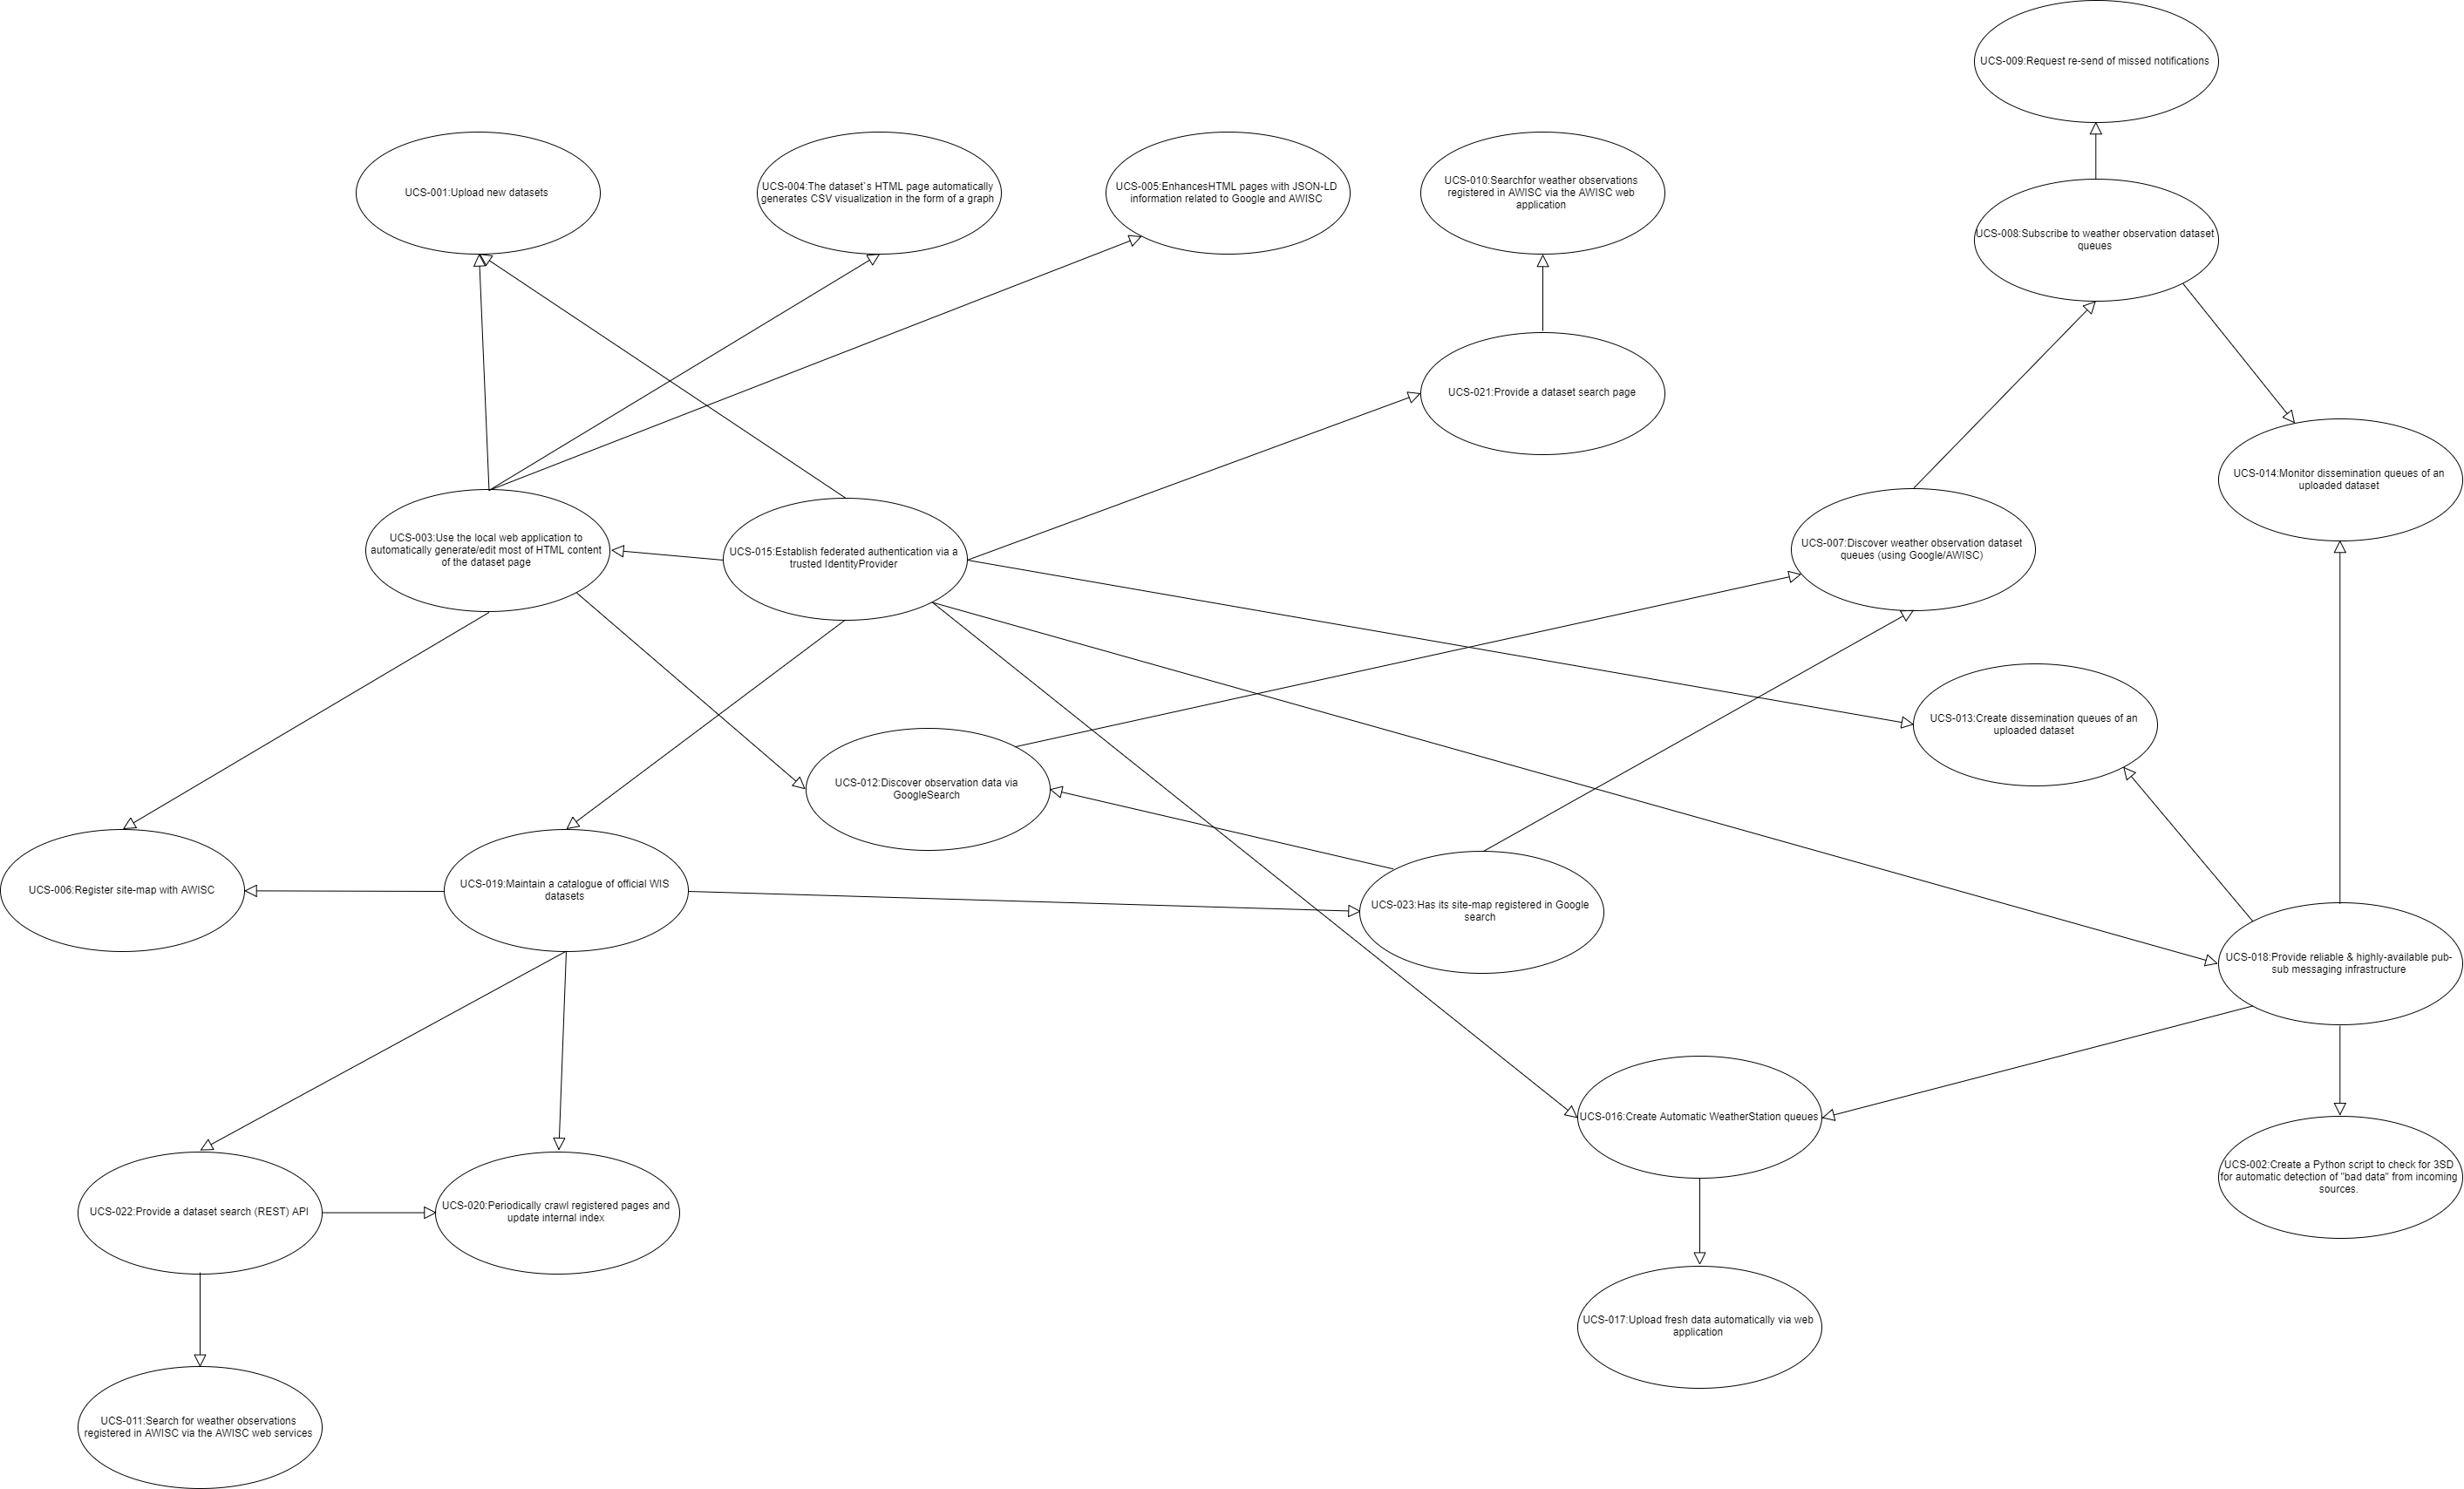 UCS-009:Request re-send of missed notifications
UCS-001:Upload new datasets
UCS-004:The dataset`s HTML page automatically
generates CSV visualization in the form of a graph
UCS-005:EnhancesHTML pages with JSON-LD
information related to Google and AWISC
UCS-010:Searchfor weather observations
registered in AWISC via the AWISC web
application
UCS-008:Subscribe to weather observation dataset
queues
UCS-021:Provide a dataset search page
UCS-014:Monitor dissemination queues of an
uploaded dataset
UCS-003:Use the local web application to
automatically generate/edit most of HTML content
of the dataset page
UCS-015:Establish federated authentication via a
trusted IdentityProvider
UCS-007:Discover weather observation dataset
queues (using Google/AWISC)
UCS-013:Create dissemination queues of an
uploaded dataset
UCS-012:Discover observation data via
GoogleSearch
UCS-006:Register site-map with AWISC
UCS-019:Maintain a catalogue of official WIS
datasets
UCS-023:Has its site-map registered in Google
search
UCS-018:Provide reliable & highly-available pub-
sub messaging infrastructure
UCS-016:Create Automatic WeatherStation queues
UCS-002:Create a Python script to check for 3SD
for automatic detection of "bad data" from incoming
sources.
UCS-022:Provide a dataset search (REST) API
UCS-020:Periodically crawl registered pages and
update internal index
UCS-017:Upload fresh data automatically via web
application
UCS-011:Search for weather observations
registered in AWISC via the AWISC web services